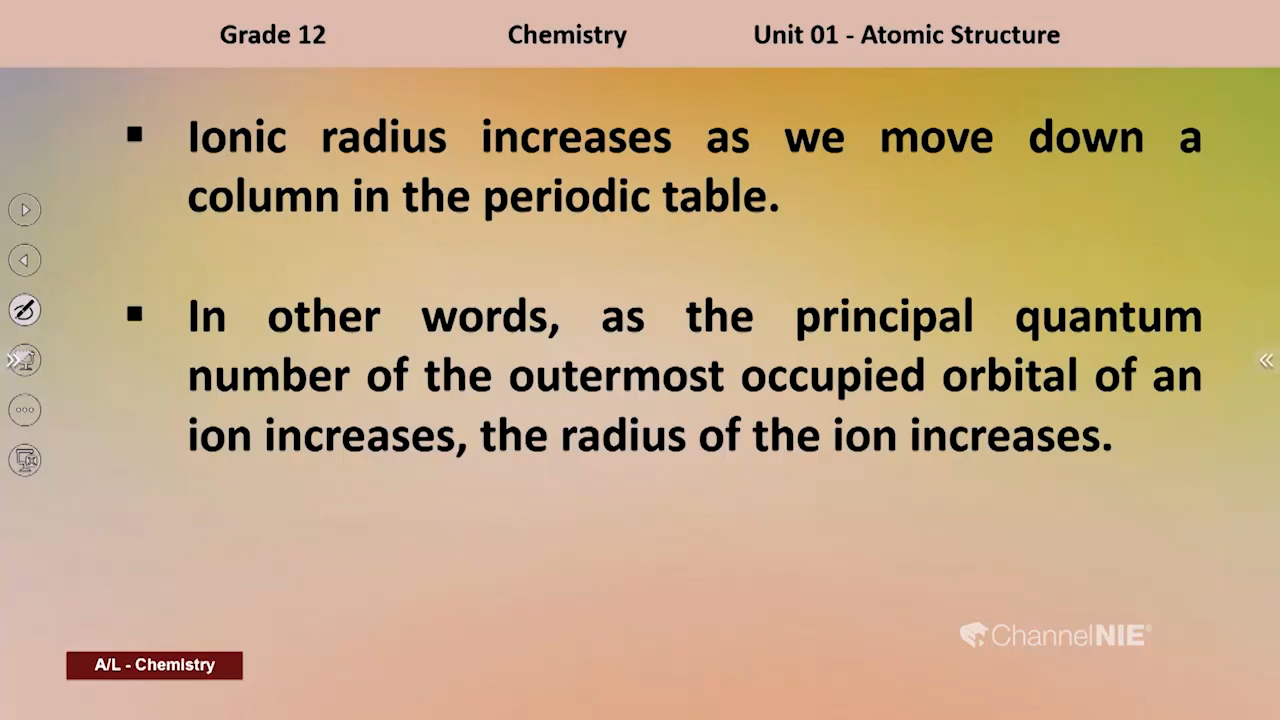 Grade 12 Chemistry Unit 01 - Atomic Structure
▪ Ionic radius increases as we move down a
column in the periodic table.
▪ In other words, as the principal quantum
number of the outermost occupied orbital of an
ion increases, the radius of the ion increases.
ChannelNIE®
A/L - Chemistry